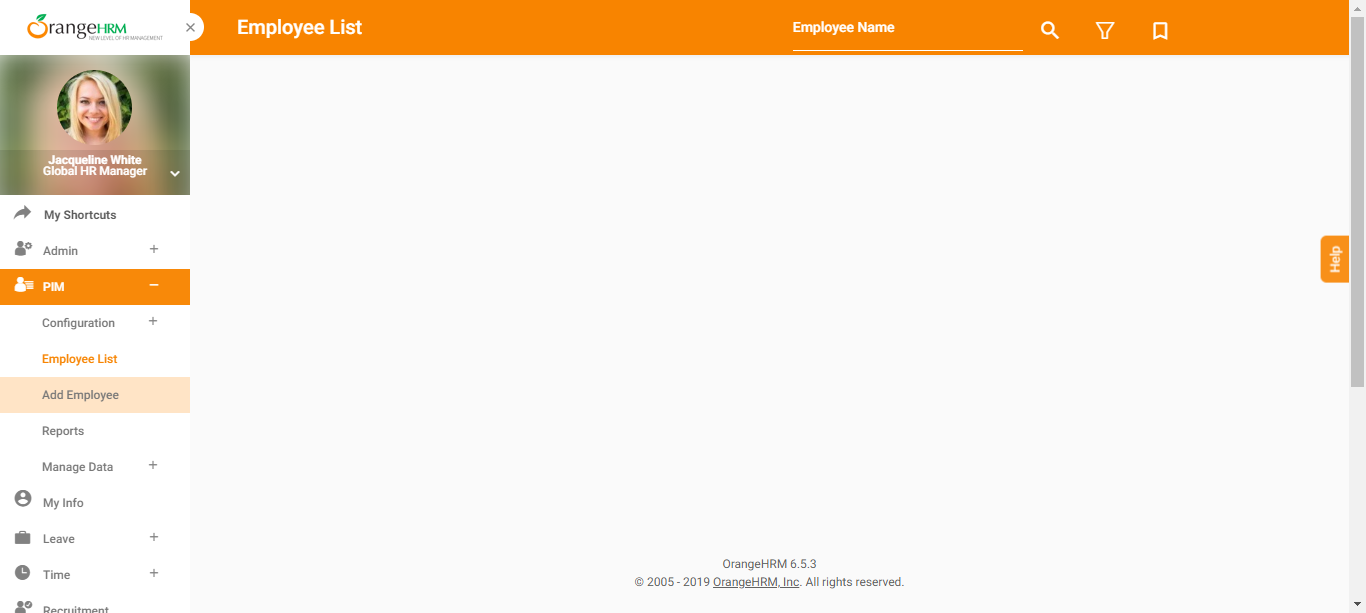 OrangeHRM
NEW LEVEL OF HR MANAGEMENT
Employee List
Employee Name
Jacqueline White
Global HR Manager
My Shortcuts
Admin
PIM
Configuration
Employee List
Add Employee
Reports
Manage Data
My Info
Leave
Time
Recruitment
Help
OrangeHRM 6.5.3
© 2005 - 2019 OrangeHRM, Inc. All rights reserved.